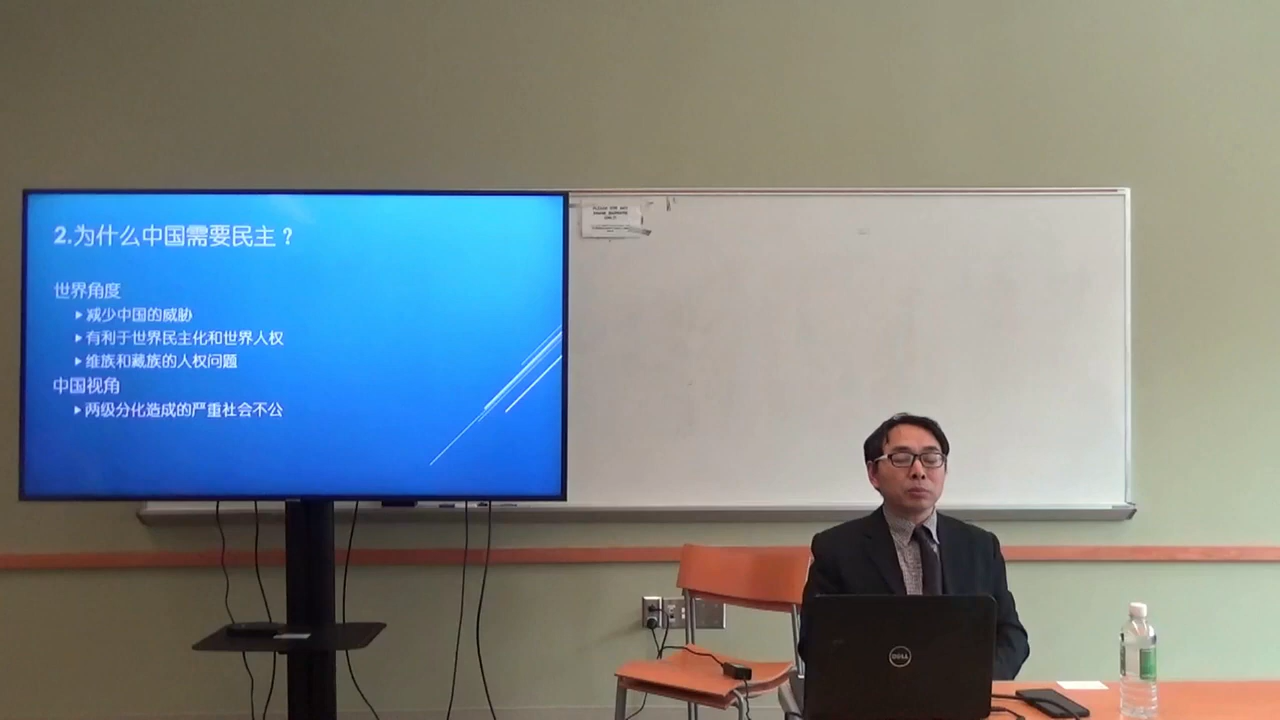 2.为什么中国需要民主？
世界角度
减少中国的威胁
有利于世界民主化和世界人权
维族和藏族的人权问题
中国视角
两级分化造成的严重社会不公
DELL